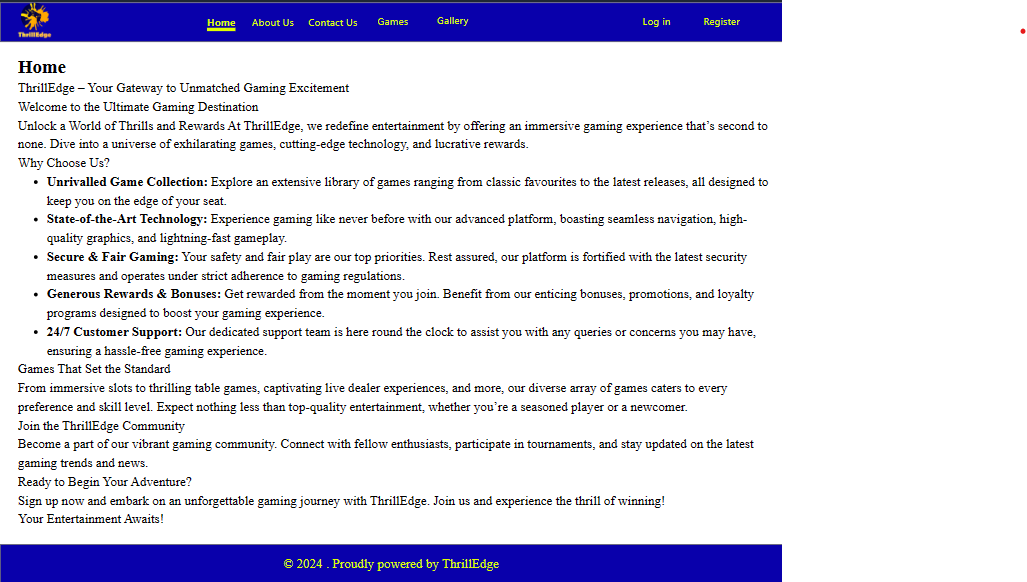 ThrillEdge
Home
About Us
Contact Us
Games
Gallery
Log in
Register
Home
ThrillEdge – Your Gateway to Unmatched Gaming Excitement
Welcome to the Ultimate Gaming Destination
Unlock a World of Thrills and Rewards At ThrillEdge, we redefine entertainment by offering an immersive gaming experience that’s second to
none. Dive into a universe of exhilarating games, cutting-edge technology, and lucrative rewards.
Why Choose Us?
• Unrivalled Game Collection: Explore an extensive library of games ranging from classic favourites to the latest releases, all designed to
keep you on the edge of your seat.
• State-of-the-Art Technology: Experience gaming like never before with our advanced platform, boasting seamless navigation, high-
quality graphics, and lightning-fast gameplay.
• Secure & Fair Gaming: Your safety and fair play are our top priorities. Rest assured, our platform is fortified with the latest security
measures and operates under strict adherence to gaming regulations.
• Generous Rewards & Bonuses: Get rewarded from the moment you join. Benefit from our enticing bonuses, promotions, and loyalty
programs designed to boost your gaming experience.
• 24/7 Customer Support: Our dedicated support team is here round the clock to assist you with any queries or concerns you may have,
ensuring a hassle-free gaming experience.
Games That Set the Standard
From immersive slots to thrilling table games, captivating live dealer experiences, and more, our diverse array of games caters to every
preference and skill level. Expect nothing less than top-quality entertainment, whether you’re a seasoned player or a newcomer.
Join the ThrillEdge Community
Become a part of our vibrant gaming community. Connect with fellow enthusiasts, participate in tournaments, and stay updated on the latest
gaming trends and news.
Ready to Begin Your Adventure?
Sign up now and embark on an unforgettable gaming journey with ThrillEdge. Join us and experience the thrill of winning!
Your Entertainment Awaits!
© 2024 . Proudly powered by ThrillEdge